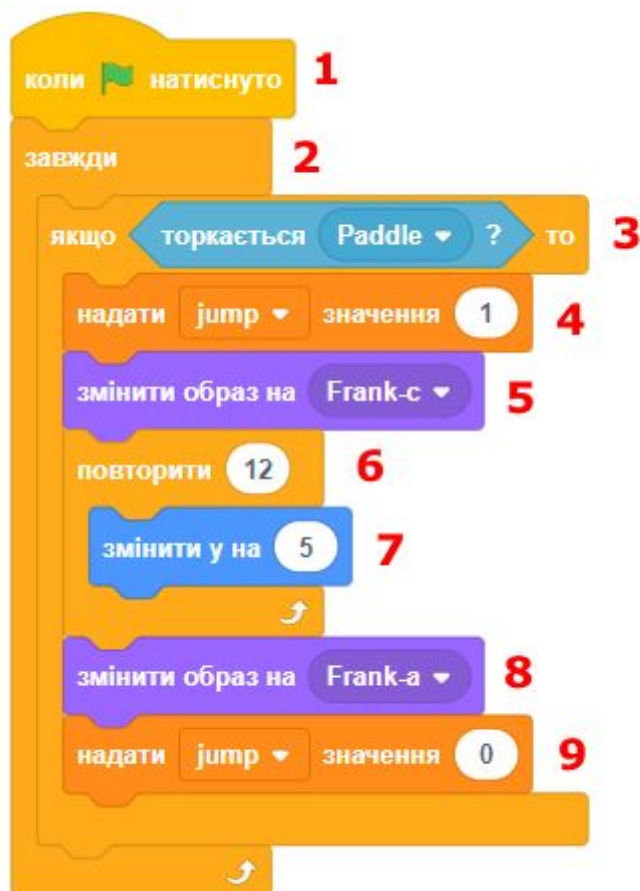 коли натиснуто 1
завжди 2
якщо торкається Paddle ? то 3
надати jump значення 1 4
змінити образ на Frank-c 5
повторити 12 6
змінити y на 5 7
змінити образ на Frank-a 8
надати jump значення 0 9